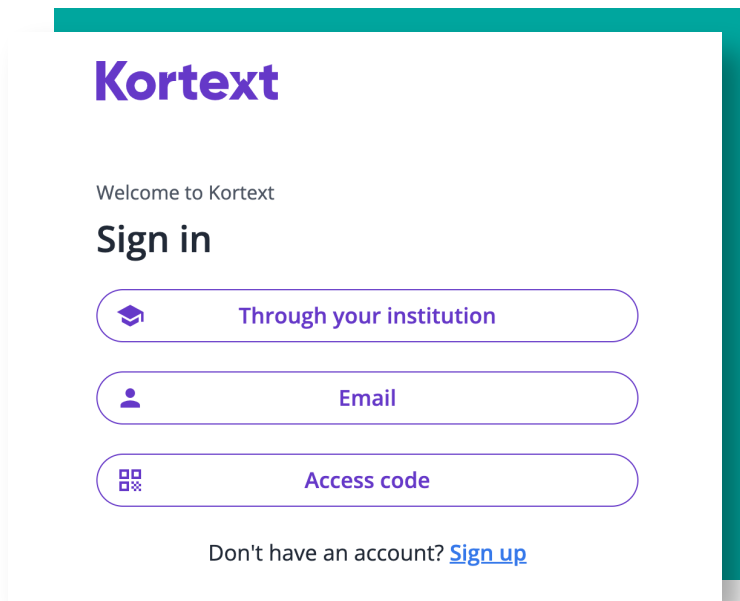 Kortext
Welcome to Kortext
Sign in
Through your institution
Email
Access code
Don't have an account? Sign up